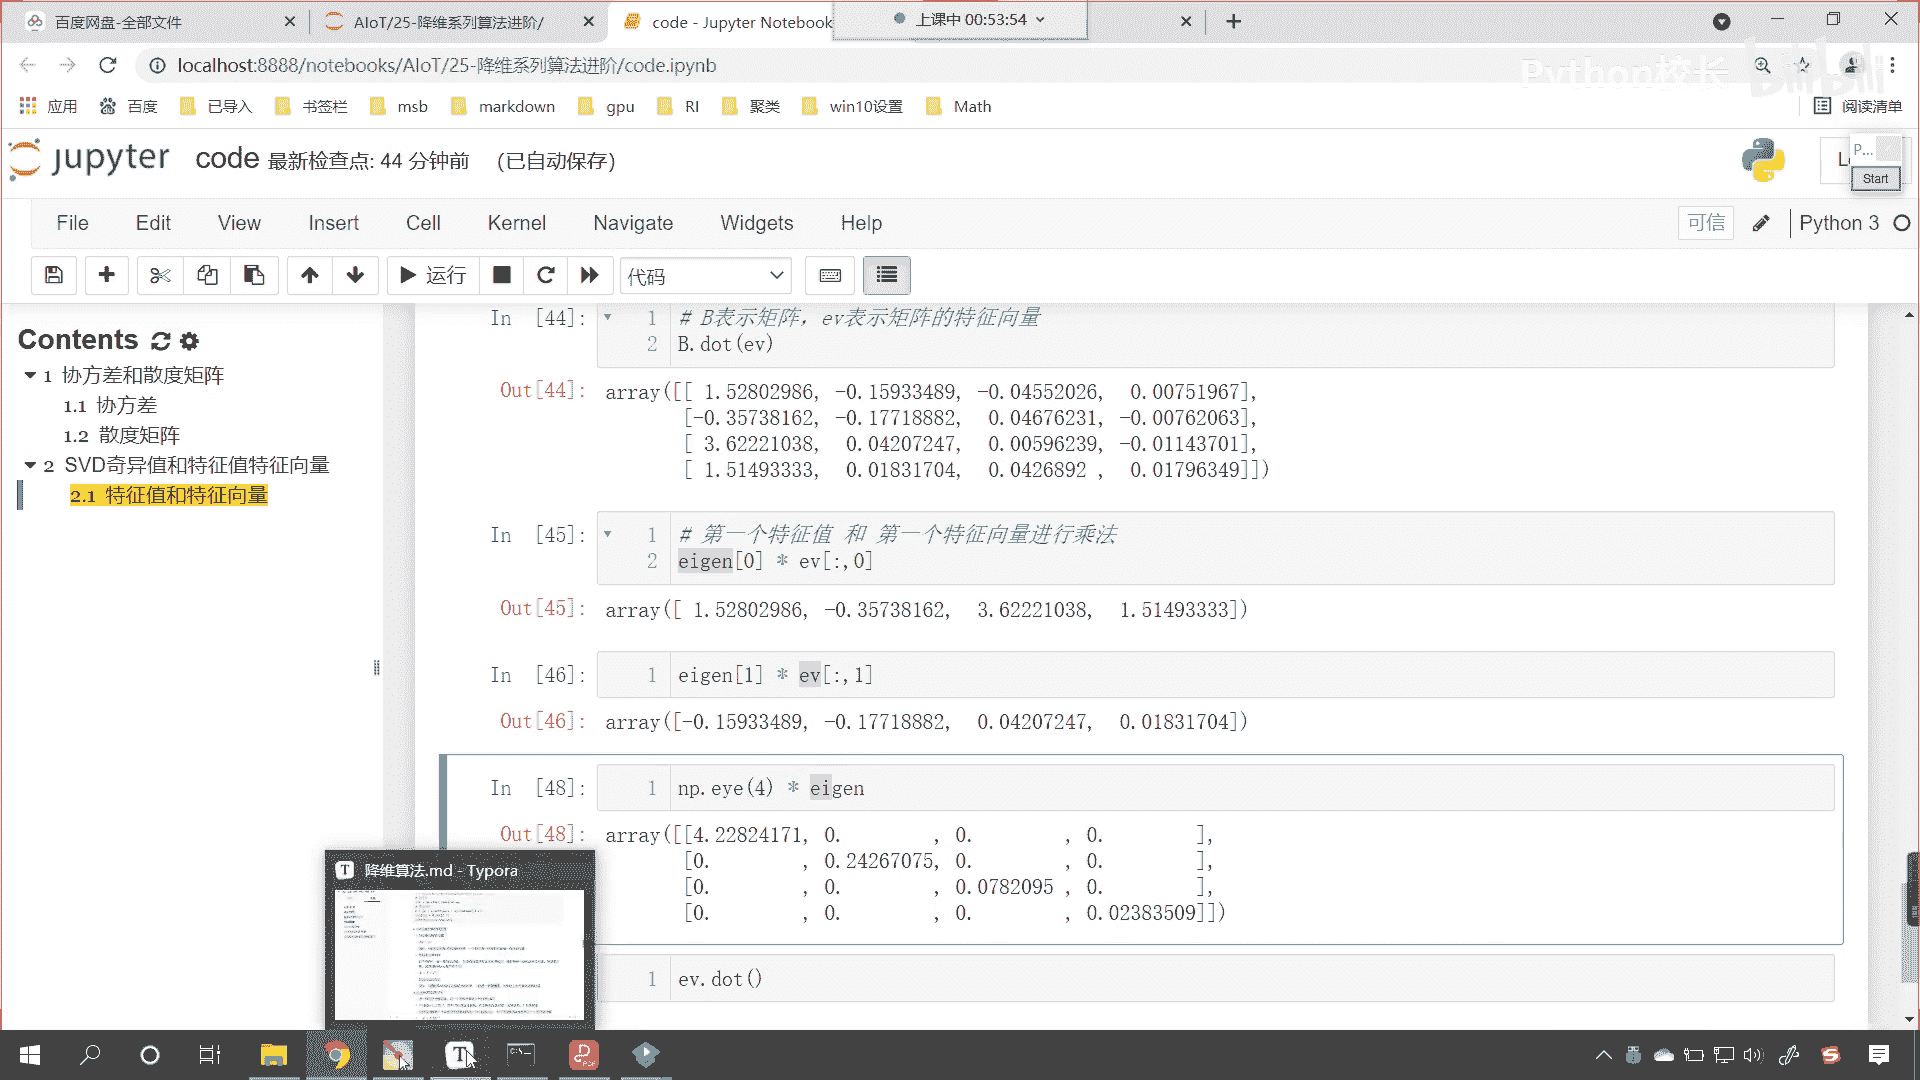 百度网盘-全部文件
AIoT/25-降维系列算法进阶/
code - Jupyter Notebook
上课中 00:53:54
localhost:8888/notebooks/AIoT/25-降维系列算法进阶/code.ipynb
Python校长
bilibili
应用 百度 已导入 书签栏 msb markdown gpu RI 聚类 win10设置 Math 阅读清单
jupyter code 最新检查点: 44 分钟前 (已自动保存)
P...
Start
File Edit View Insert Cell Kernel Navigate Widgets Help 可信 Python 3
运行 代码
Contents
1 协方差和散度矩阵
1.1 协方差
1.2 散度矩阵
2 SVD奇异值和特征值特征向量
2.1 特征值和特征向量
In [44]: 1 # B表示矩阵，ev表示矩阵的特征向量
2 B.dot(ev)
Out[44]: array([[ 1.52802986, -0.15933489, -0.04552026, 0.00751967],
[-0.35738162, -0.17718882, 0.04676231, -0.00762063],
[ 3.62221038, 0.04207247, 0.00596239, -0.01143701],
[ 1.51493333, 0.01831704, 0.0426892 , 0.01796349]])
In [45]: 1 # 第一个特征值 和 第一个特征向量进行乘法
2 eigen[0] * ev[:,0]
Out[45]: array([ 1.52802986, -0.35738162, 3.62221038, 1.51493333])
In [46]: 1 eigen[1] * ev[:,1]
Out[46]: array([-0.15933489, -0.17718882, 0.04207247, 0.01831704])
In [48]: 1 np.eye(4) * eigen
Out[48]: array([[4.22824171, 0. , 0. , 0. ],
[0. , 0.24267075, 0. , 0. ],
[0. , 0. , 0.0782095 , 0. ],
[0. , 0. , 0. , 0.02383509]])
1 ev.dot()
T 降维算法.md - Typora